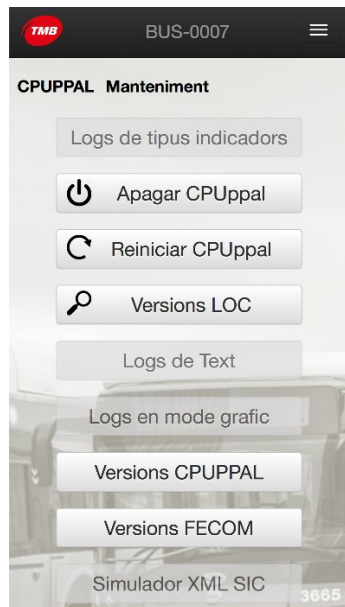 TMB
BUS-0007
CPUPPAL Manteniment
Logs de tipus indicadors
Apagar CPUppal
Reiniciar CPUppal
Versions LOC
Logs de Text
Logs en mode grafic
Versions CPUPPAL
Versions FECOM
Simulador XML SIC
3665